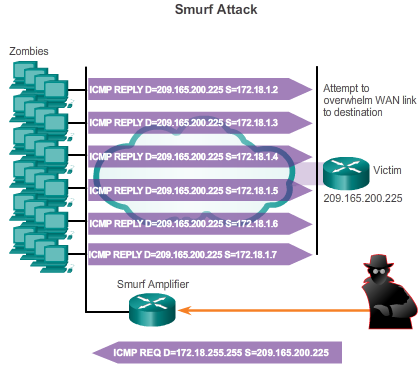 Smurf Attack
Zombies
ICMP REPLY D=209.165.200.225 S=172.18.1.2
ICMP REPLY D=209.165.200.225 S=172.18.1.3
ICMP REPLY D=209.165.200.225 S=172.18.1.4
ICMP REPLY D=209.165.200.225 S=172.18.1.5
ICMP REPLY D=209.165.200.225 S=172.18.1.6
ICMP REPLY D=209.165.200.225 S=172.18.1.7
Attempt to
overwhelm WAN link
to destination
Victim
209.165.200.225
Smurf Amplifier
ICMP REQ D=172.18.255.255 S=209.165.200.225